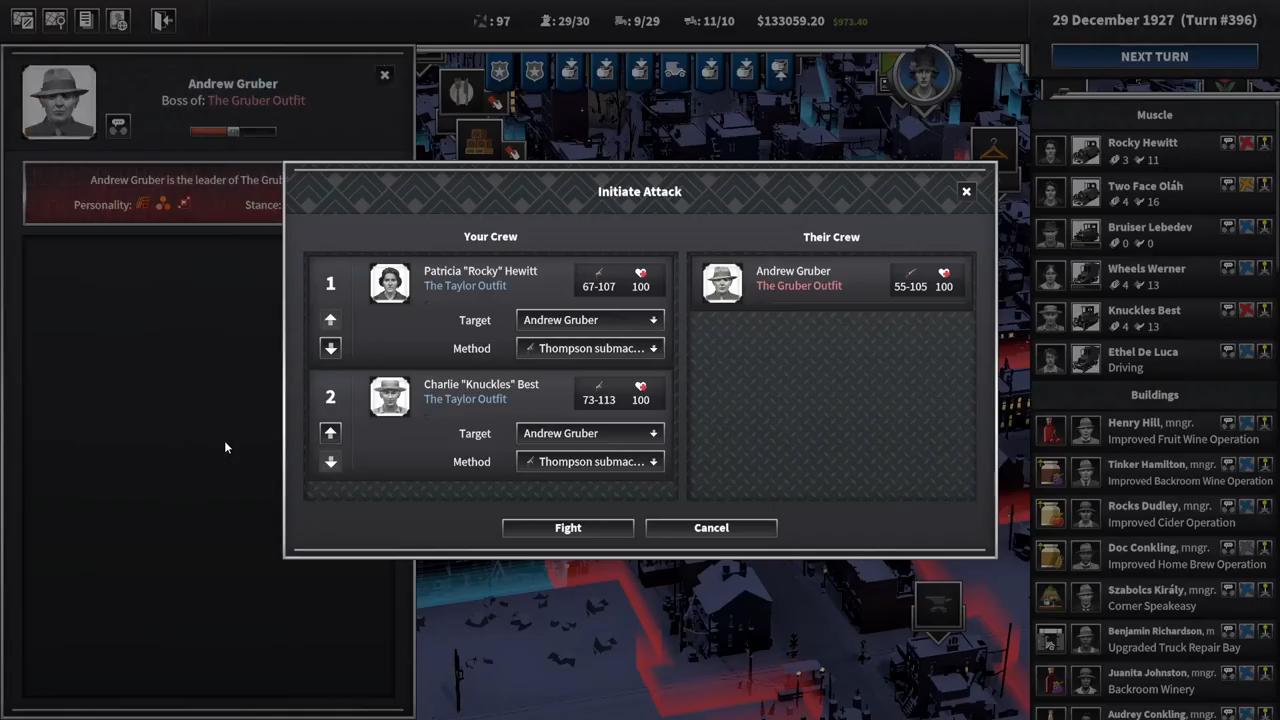 : 97
: 29/30
: 9/29
: 11/10
$133059.20
$973.40
29 December 1927 (Turn #396)
NEXT TURN
Andrew Gruber
Boss of: The Gruber Outfit
Andrew Gruber is the leader of The Gru
Personality:
Stance:
Initiate Attack
Your Crew
Their Crew
1
Patricia "Rocky" Hewitt
The Taylor Outfit
67-107
100
Target
Andrew Gruber
Method
Thompson submac...
2
Charlie "Knuckles" Best
The Taylor Outfit
73-113
100
Target
Andrew Gruber
Method
Thompson submac...
Andrew Gruber
The Gruber Outfit
55-105
100
Fight
Cancel
Muscle
Rocky Hewitt
3
11
Two Face Oláh
4
16
Bruiser Lebedev
0
0
Wheels Werner
4
13
Knuckles Best
4
13
Ethel De Luca
Driving
Buildings
Henry Hill, mngr.
Improved Fruit Wine Operation
Tinker Hamilton, mngr.
Improved Backroom Wine Operation
Rocks Dudley, mngr.
Improved Cider Operation
Doc Conkling, mngr.
Improved Home Brew Operation
Szabolcs Király, mngr.
Corner Speakeasy
Benjamin Richardson, m
Upgraded Truck Repair Bay
Juanita Johnston, mngr.
Backroom Winery
Audrey Conkling, mngr.